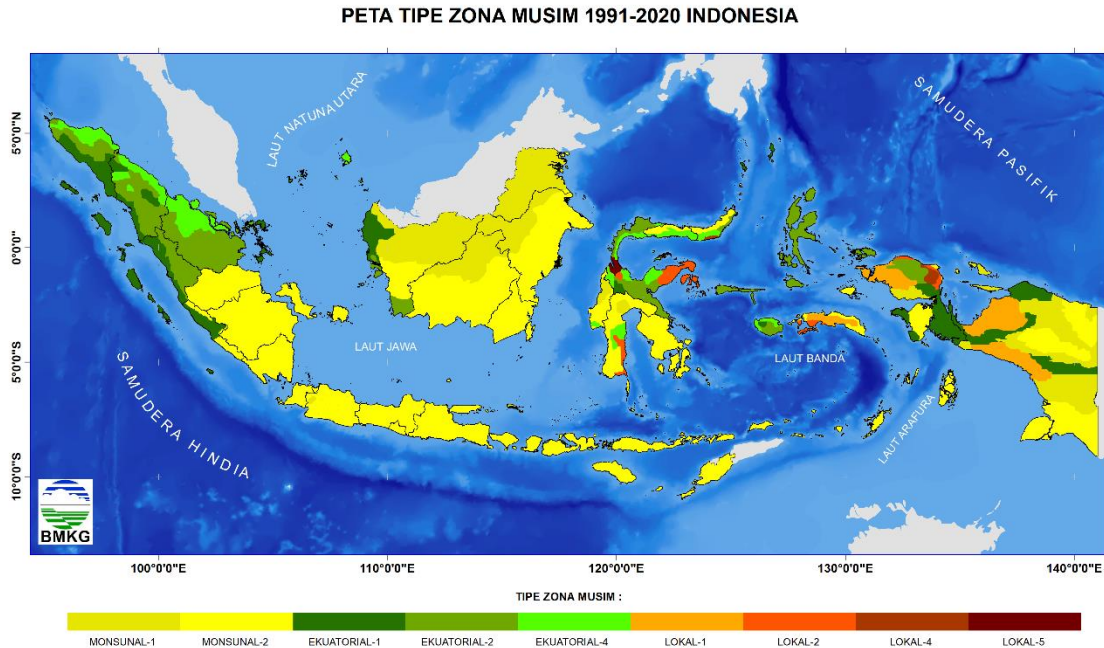 PETA TIPE ZONA MUSIM 1991-2020 INDONESIA
LAUT NATUNA UTARA
SAMUDERA PASIFIK
5°0'0"N
0°0'0"
5°0'0"S
10°0'0"S
LAUT JAWA
LAUT BANDA
SAMUDERA HINDIA
LAUT ARAFURA
BMKG
100°0'0"E
110°0'0"E
120°0'0"E
130°0'0"E
140°0'0"E
TIPE ZONA MUSIM :
MONSUNAL-1
MONSUNAL-2
EKUATORIAL-1
EKUATORIAL-2
EKUATORIAL-4
LOKAL-1
LOKAL-2
LOKAL-4
LOKAL-5